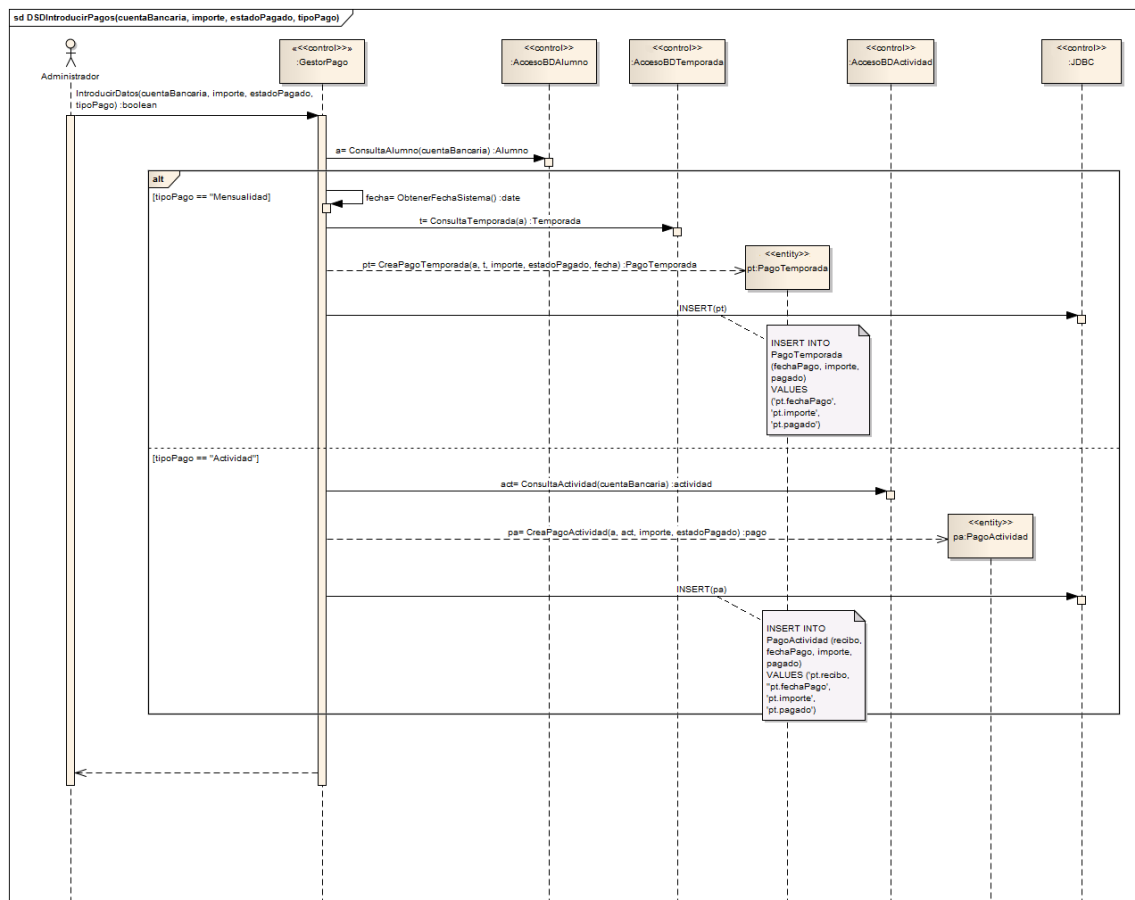 sd DSDIntroducirPagos(cuentaBancaria, importe, estadoPagado, tipoPago)
Administrador
«<<control>>»
:GestorPago
<<control>>
:AccesoBDAlumno
<<control>>
:AccesoBDTemporada
<<control>>
:AccesoBDActividad
<<control>>
:JDBC
IntroducirDatos(cuentaBancaria, importe, estadoPagado,
tipoPago) :boolean
a= ConsultaAlumno(cuentaBancaria) :Alumno
alt
[tipoPago == "Mensualidad]
fecha= ObtenerFechaSistema() :date
t= ConsultaTemporada(a) :Temporada
pt= CreaPagoTemporada(a, t, importe, estadoPagado, fecha) :PagoTemporada
<<entity>>
pt:PagoTemporada
INSERT(pt)
INSERT INTO
PagoTemporada
(fechaPago, importe,
pagado)
VALUES
('pt.fechaPago',
'pt.importe',
'pt.pagado')
[tipoPago == "Actividad"]
act= ConsultaActividad(cuentaBancaria) :actividad
pa= CreaPagoActividad(a, act, importe, estadoPagado) :pago
<<entity>>
pa:PagoActividad
INSERT(pa)
INSERT INTO
PagoActividad (recibo,
fechaPago, importe,
pagado)
VALUES ('pt.recibo,
"pt.fechaPago',
'pt.importe',
'pt.pagado')